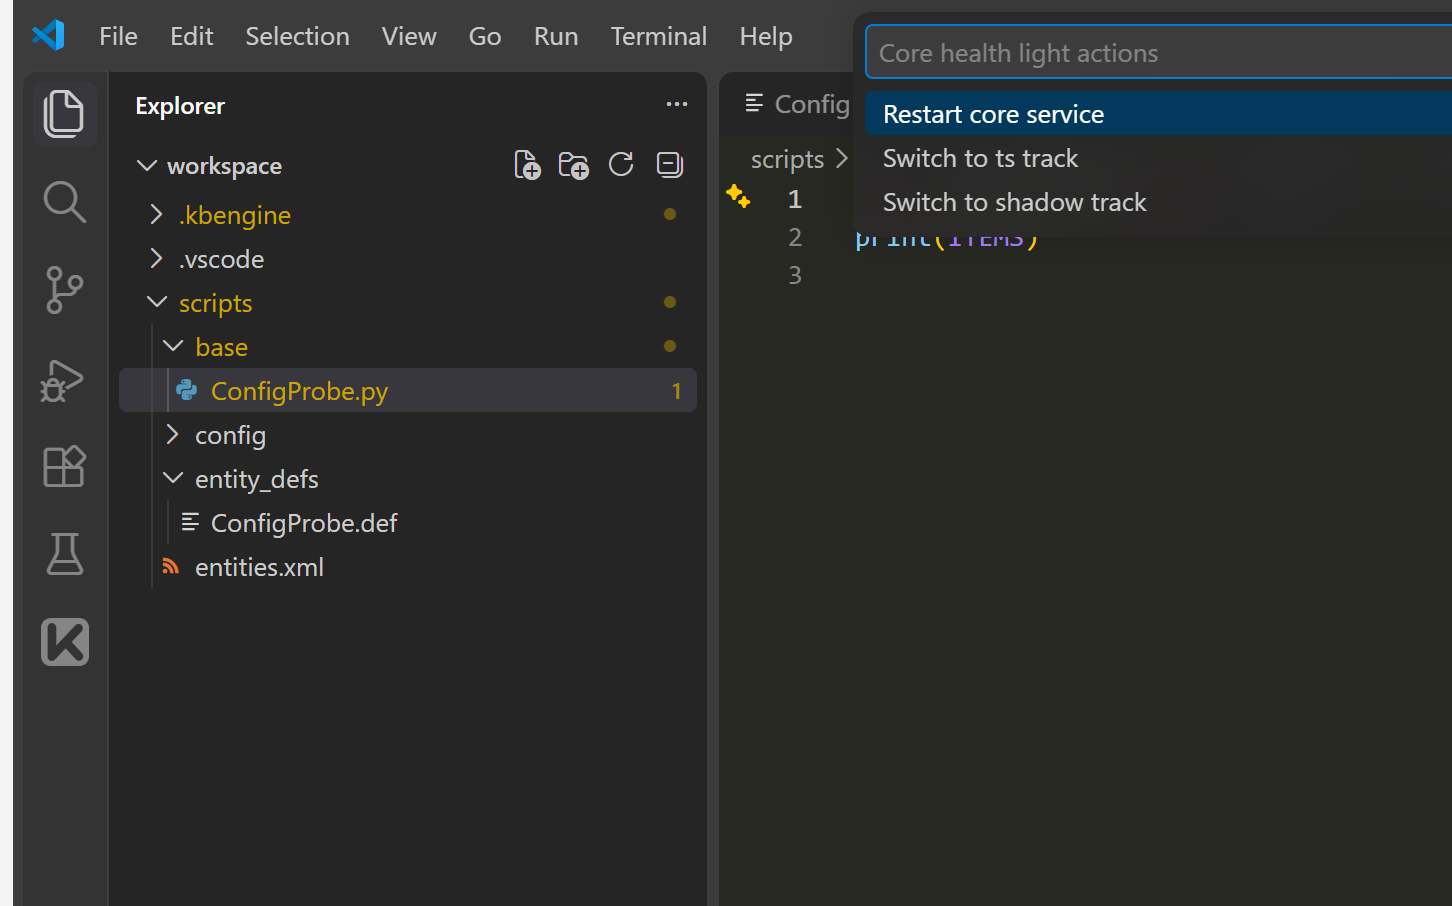 File Edit Selection View Go Run Terminal Help
Core health light actions
Restart core service
Switch to ts track
Switch to shadow track
Explorer
workspace
.kbengine
.vscode
scripts
base
ConfigProbe.py 1
config
entity_defs
ConfigProbe.def
entities.xml
Config
scripts
1
2 print(ITEMS)
3